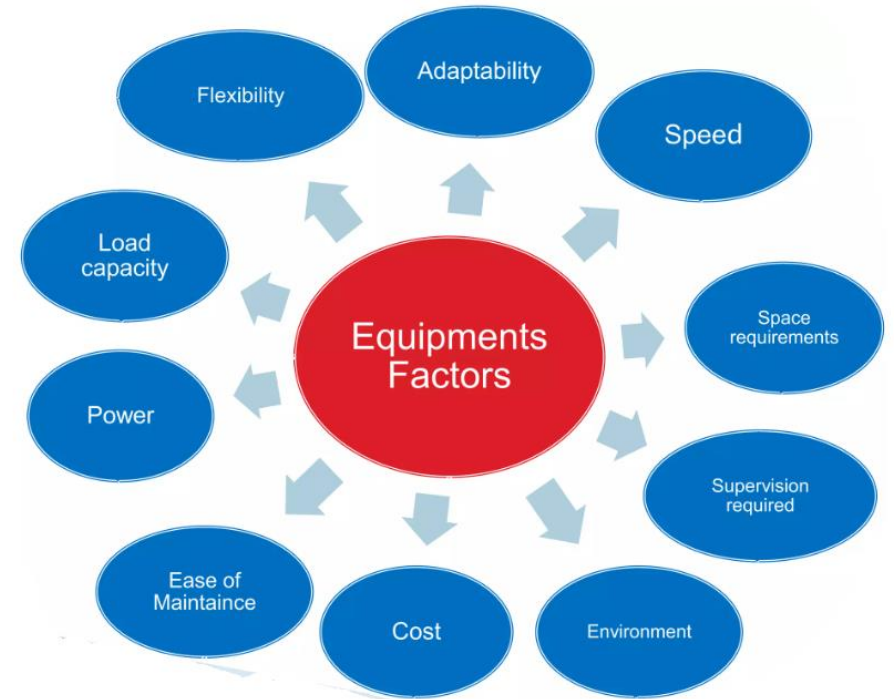 Equipments
Factors
Adaptability
Speed
Space
requirements
Supervision
required
Environment
Cost
Ease of
Maintaince
Power
Load
capacity
Flexibility